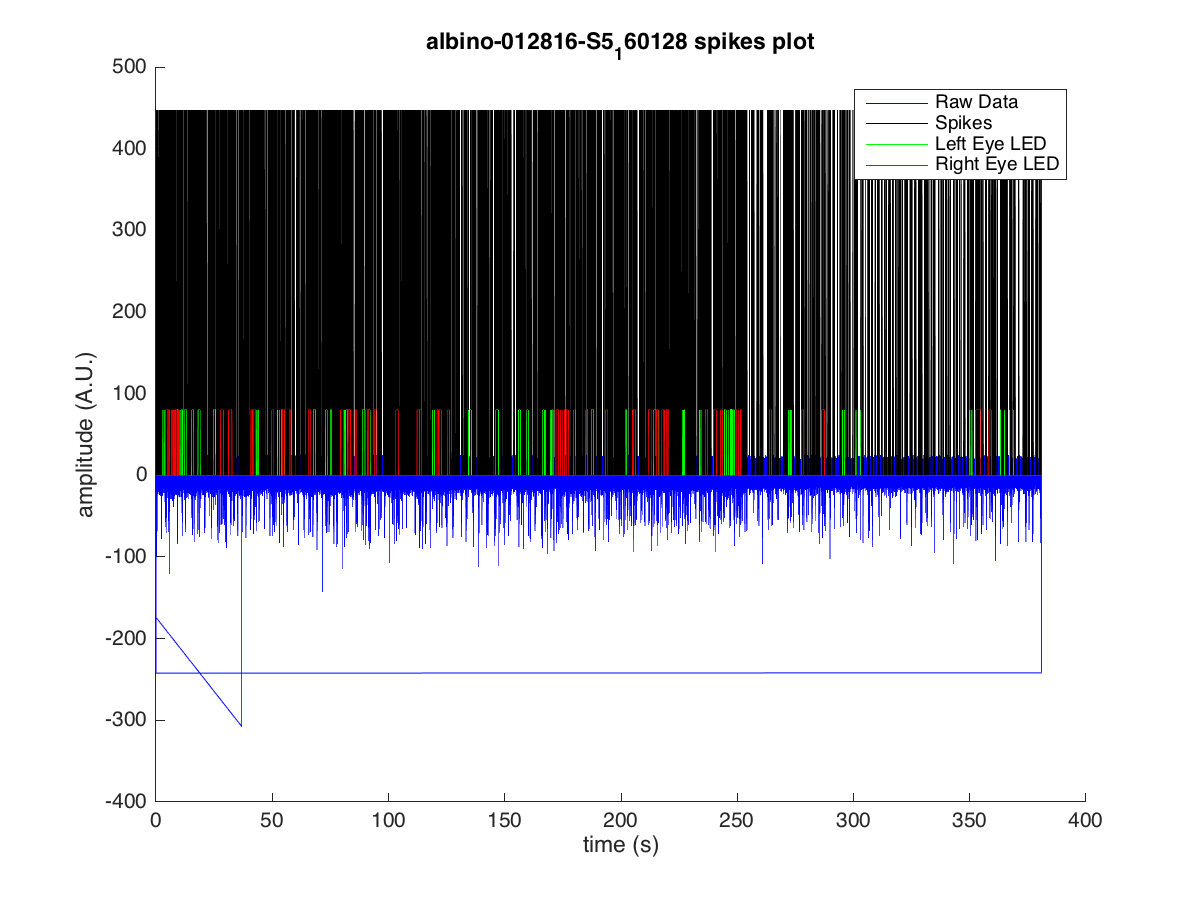 albino-012816-S5₁60128 spikes plot
500
400
300
200
100
0
-100
-200
-300
-400
amplitude (A.U.)
Raw Data
Spikes
Left Eye LED
Right Eye LED
0 50 100 150 200 250 300 350 400
time (s)